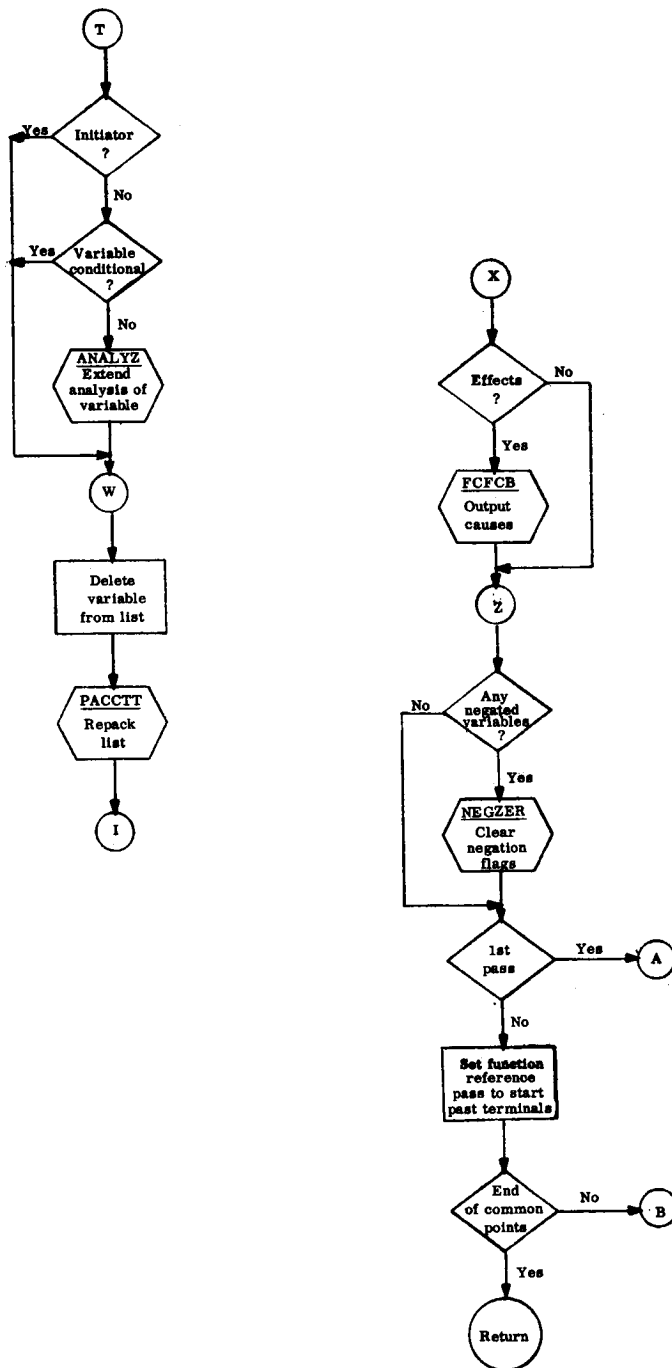 T
Initiator
?
Yes
No
Variable
conditional
?
Yes
No
ANALYZ
Extend
analysis of
variable
W
Delete
variable
from list
PACCTT
Repack
list
I
X
Effects
?
No
Yes
FCFCB
Output
causes
Z
Any
negated
variables
?
No
Yes
NEGZER
Clear
negation
flags
1st
pass
Yes
A
No
Set function
reference
pass to start
past terminals
End
of common
points
No
B
Yes
Return